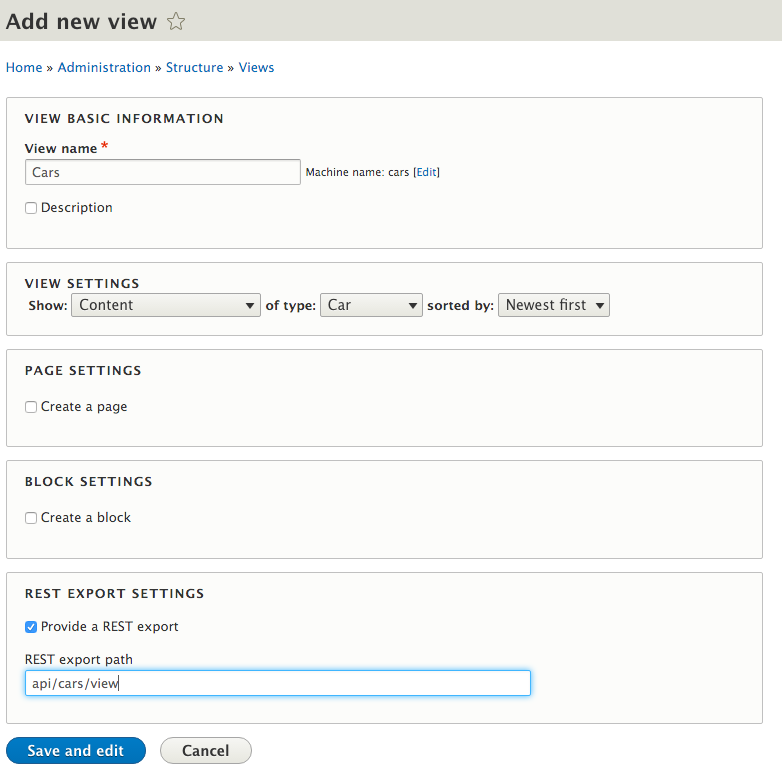 Add new view
Home » Administration » Structure » Views
VIEW BASIC INFORMATION
View name *
Cars Machine name: cars [Edit]
Description
VIEW SETTINGS
Show: Content of type: Car sorted by: Newest first
PAGE SETTINGS
Create a page
BLOCK SETTINGS
Create a block
REST EXPORT SETTINGS
Provide a REST export
REST export path
api/cars/view
Save and edit Cancel